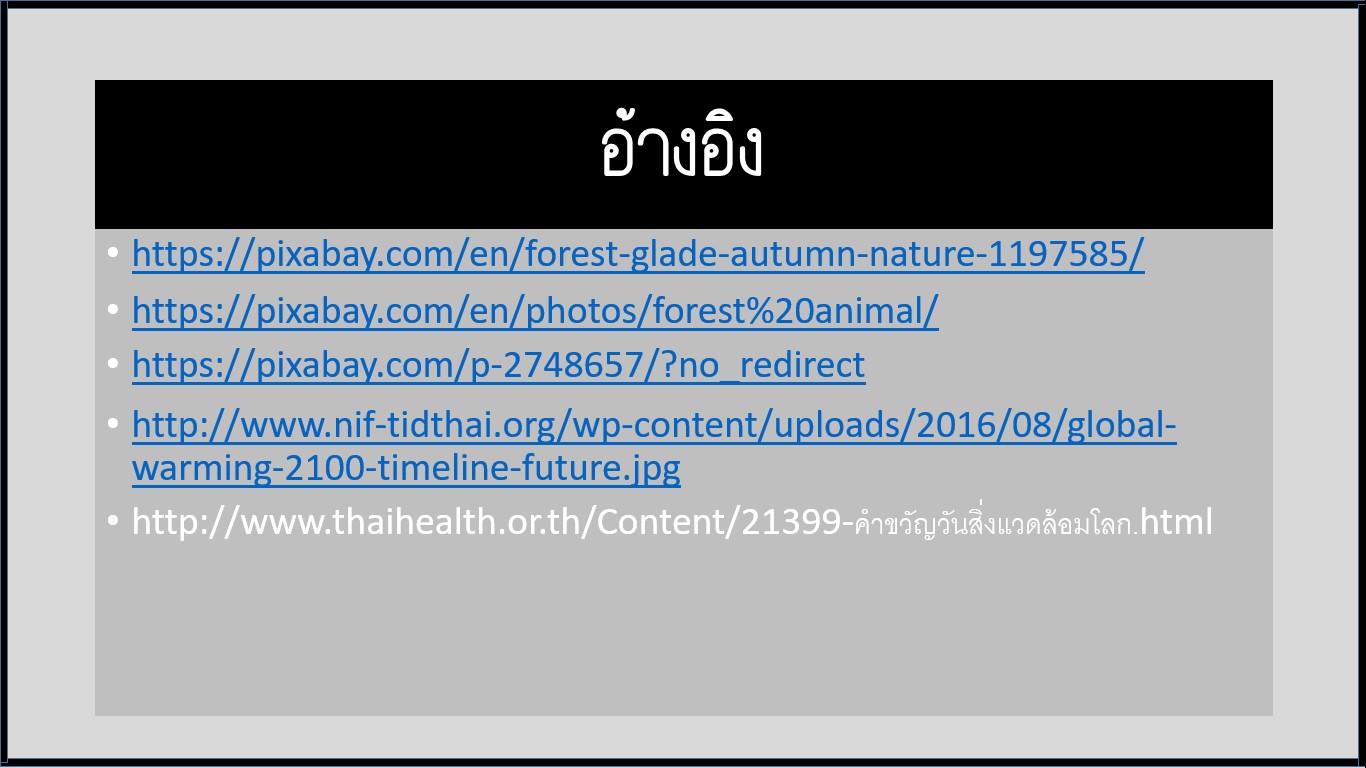 อ้างอิง
• https://pixabay.com/en/forest-glade-autumn-nature-1197585/
• https://pixabay.com/en/photos/forest%20animal/
• https://pixabay.com/p-2748657/?no_redirect
• http://www.nif-tidthai.org/wp-content/uploads/2016/08/global-
warming-2100-timeline-future.jpg
• http://www.thaihealth.or.th/Content/21399-คำขวัญวันสิ่งแวดล้อมโลก.html